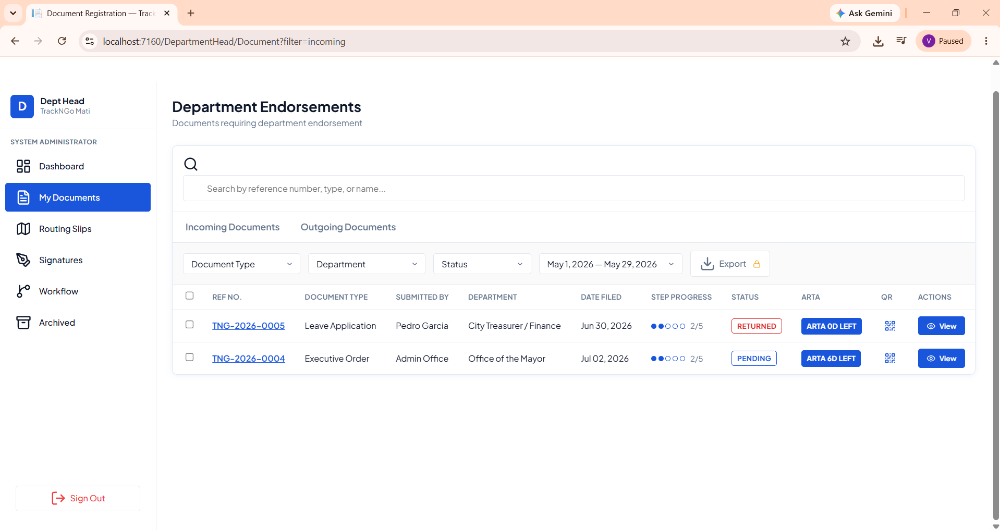 Document Registration — Track
Ask Gemini
localhost:7160/DepartmentHead/Document?filter=incoming
V
Paused
D
Dept Head
TrackNGo Mati
SYSTEM ADMINISTRATOR
Dashboard
My Documents
Routing Slips
Signatures
Workflow
Archived
Sign Out
Department Endorsements
Documents requiring department endorsement
Search by reference number, type, or name...
Incoming Documents Outgoing Documents
Document Type Department Status May 1, 2026 — May 29, 2026 Export
REF NO. DOCUMENT TYPE SUBMITTED BY DEPARTMENT DATE FILED STEP PROGRESS STATUS ARTA QR ACTIONS
TNG-2026-0005 Leave Application Pedro Garcia City Treasurer / Finance Jun 30, 2026 2/5 RETURNED ARTA 0D LEFT View
TNG-2026-0004 Executive Order Admin Office Office of the Mayor Jul 02, 2026 2/5 PENDING ARTA 6D LEFT View